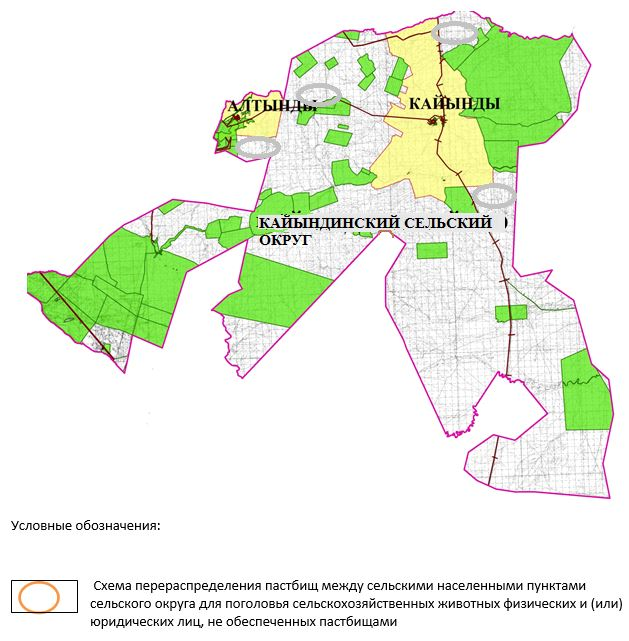 АЛТЫНДЫ
КАЙЫНДЫ
КАЙЫНДИНСКИЙ СЕЛЬСКИЙ
ОКРУГ
Условные обозначения:
Схема перераспределения пастбищ между сельскими населенными пунктами
сельского округа для поголовья сельскохозяйственных животных физических и (или)
юридических лиц, не обеспеченных пастбищами